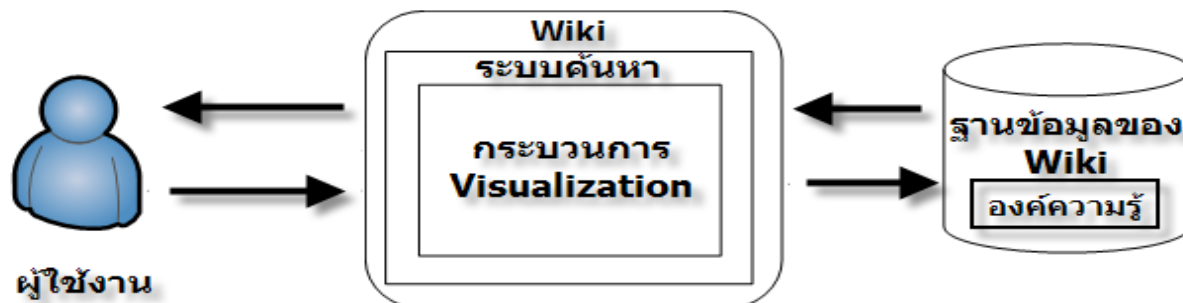 Wiki
ระบบค้นหา
กระบวนการ
Visualization
ฐานข้อมูลของ
Wiki
องค์ความรู้
ผู้ใช้งาน